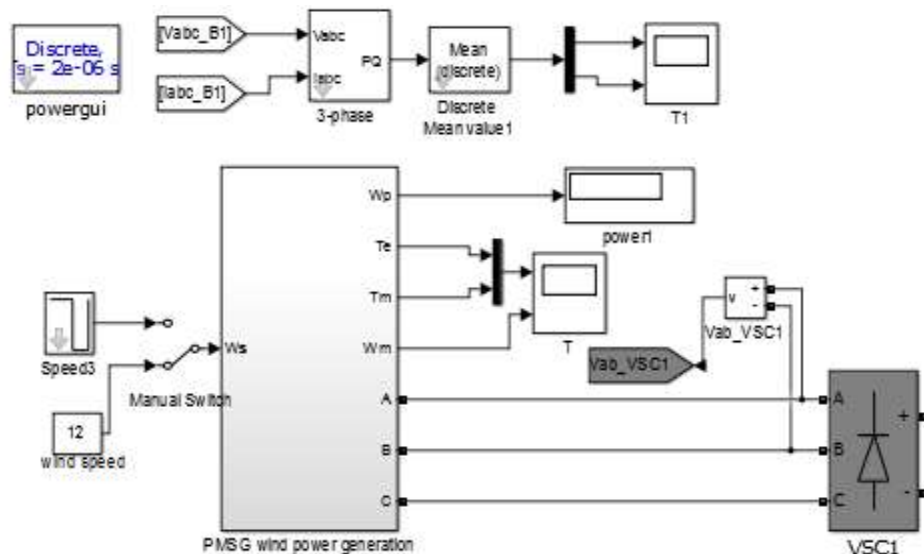 Discrete,
s = 2e-06 s
powergui
[Vabc_B1]
[Iabc_B1]
Vabc
Iabc
PQ
3-phase
Mean
(discrete)
Discrete
Mean value1
T1
Wp
Te
Tm
Wm
A
B
C
Ws
PMSG wind power generation
power1
T
v
+
-
Vab_VSC1
Vab_VSC1
Speed3
Manual Switch
12
wind speed
A
B
C
+
-
VSC1